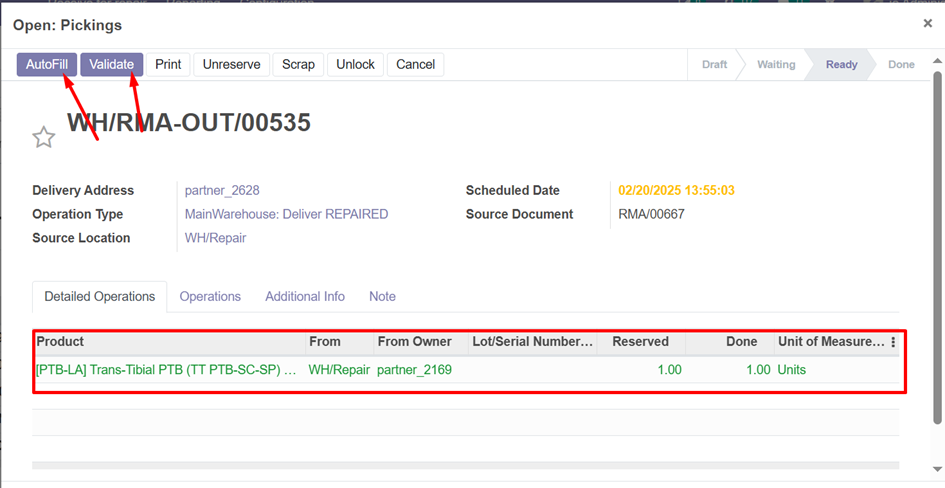 Open: Pickings ×
AutoFill Validate Print Unreserve Scrap Unlock Cancel Draft Waiting Ready Done
WH/RMA-OUT/00535
Delivery Address partner_2628 Scheduled Date 02/20/2025 13:55:03
Operation Type MainWarehouse: Deliver REPAIRED Source Document RMA/00667
Source Location WH/Repair
Detailed Operations Operations Additional Info Note
Product From From Owner Lot/Serial Number... Reserved Done Unit of Measure...
[PTB-LA] Trans-Tibial PTB (TT PTB-SC-SP) ... WH/Repair partner_2169 1.00 1.00 Units